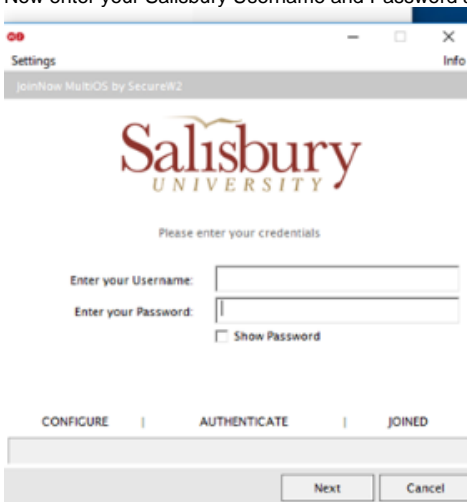 Now enter your Salisbury Username and Password
Settings Info
JoinNow MultiOS by SecureW2
Salisbury
UNIVERSITY
Please enter your credentials
Enter your Username:
Enter your Password:
Show Password
CONFIGURE | AUTHENTICATE | JOINED
Next Cancel